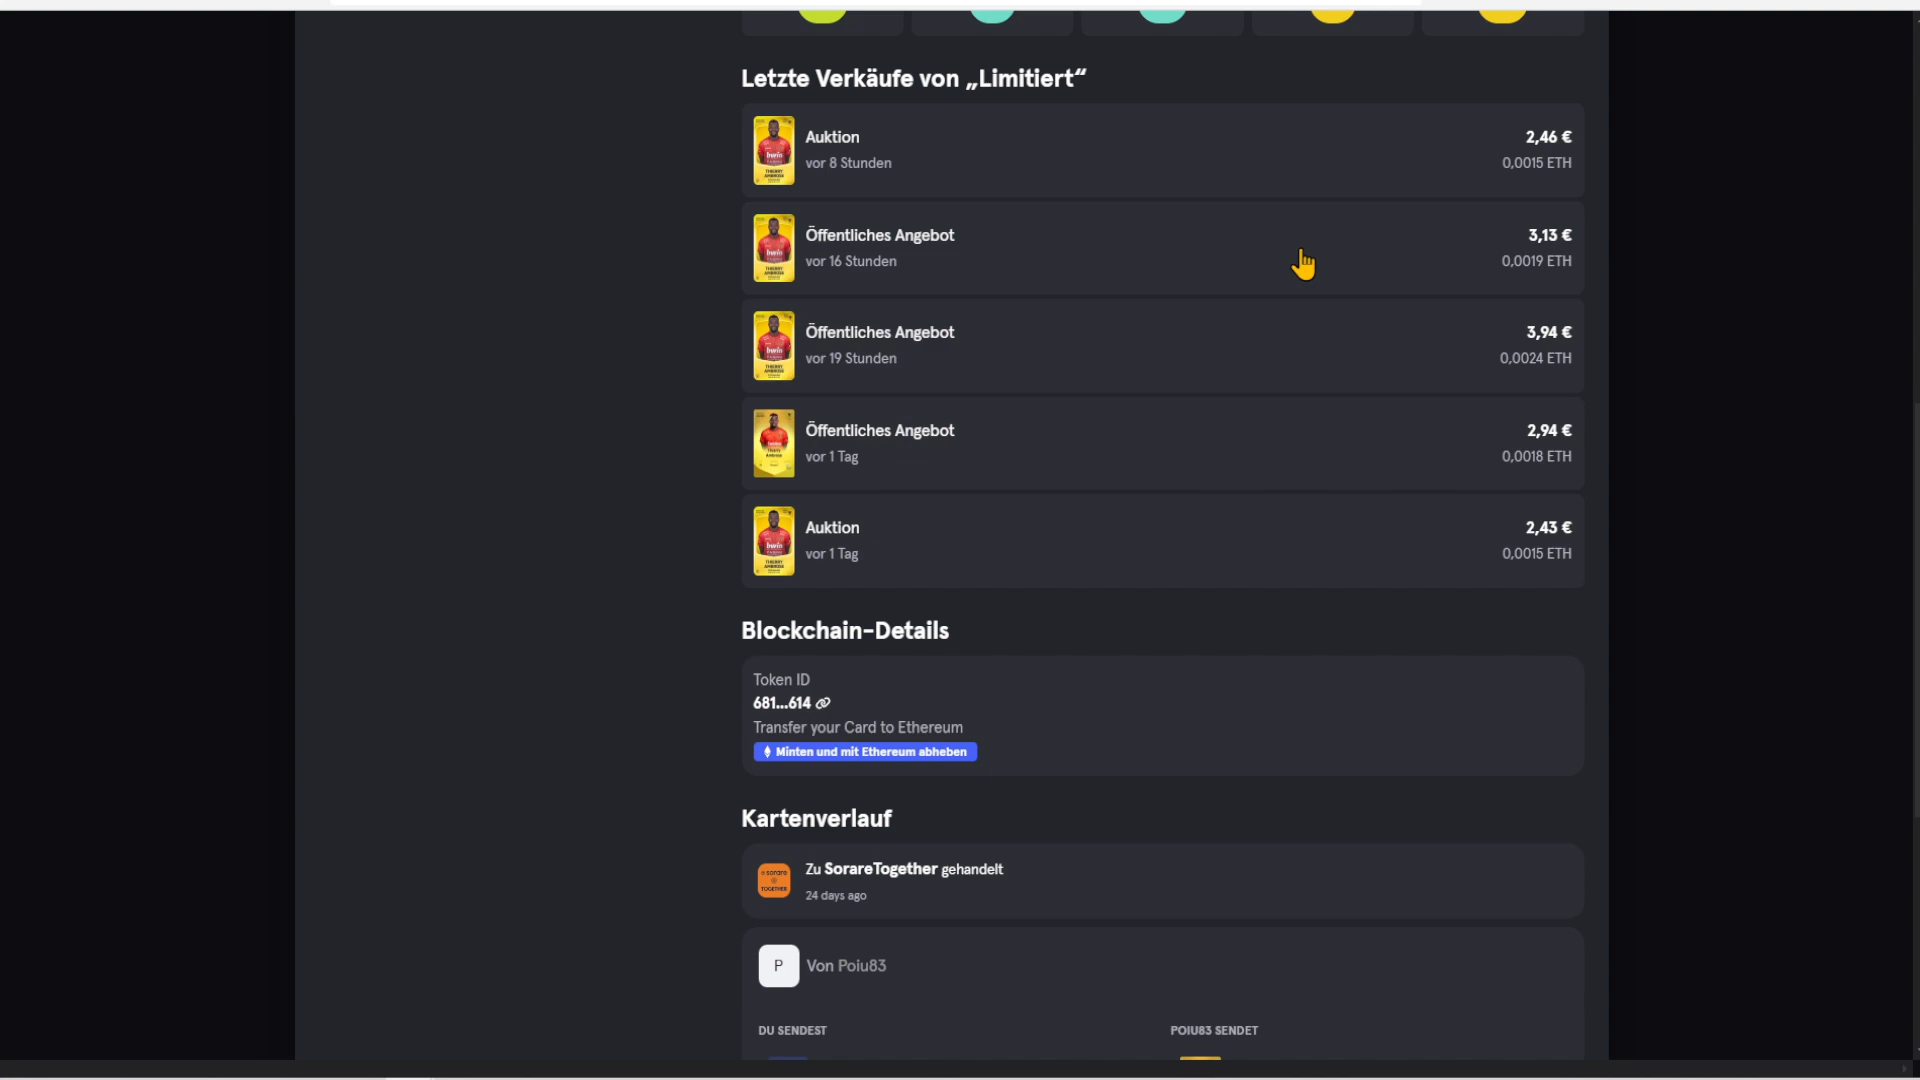 Letzte Verkäufe von „Limitiert“
Auktion
2,46 €
vor 8 Stunden
0,0015 ETH
Öffentliches Angebot
3,13 €
vor 16 Stunden
0,0019 ETH
Öffentliches Angebot
3,94 €
vor 19 Stunden
0,0024 ETH
Öffentliches Angebot
2,94 €
vor 1 Tag
0,0018 ETH
Auktion
2,43 €
vor 1 Tag
0,0015 ETH
Blockchain-Details
Token ID
681...614
Transfer your Card to Ethereum
Minten und mit Ethereum abheben
Kartenverlauf
sorare
TOGETHER
Zu SorareTogether gehandelt
24 days ago
P
Von Poiu83
DU SENDEST
POIU83 SENDET